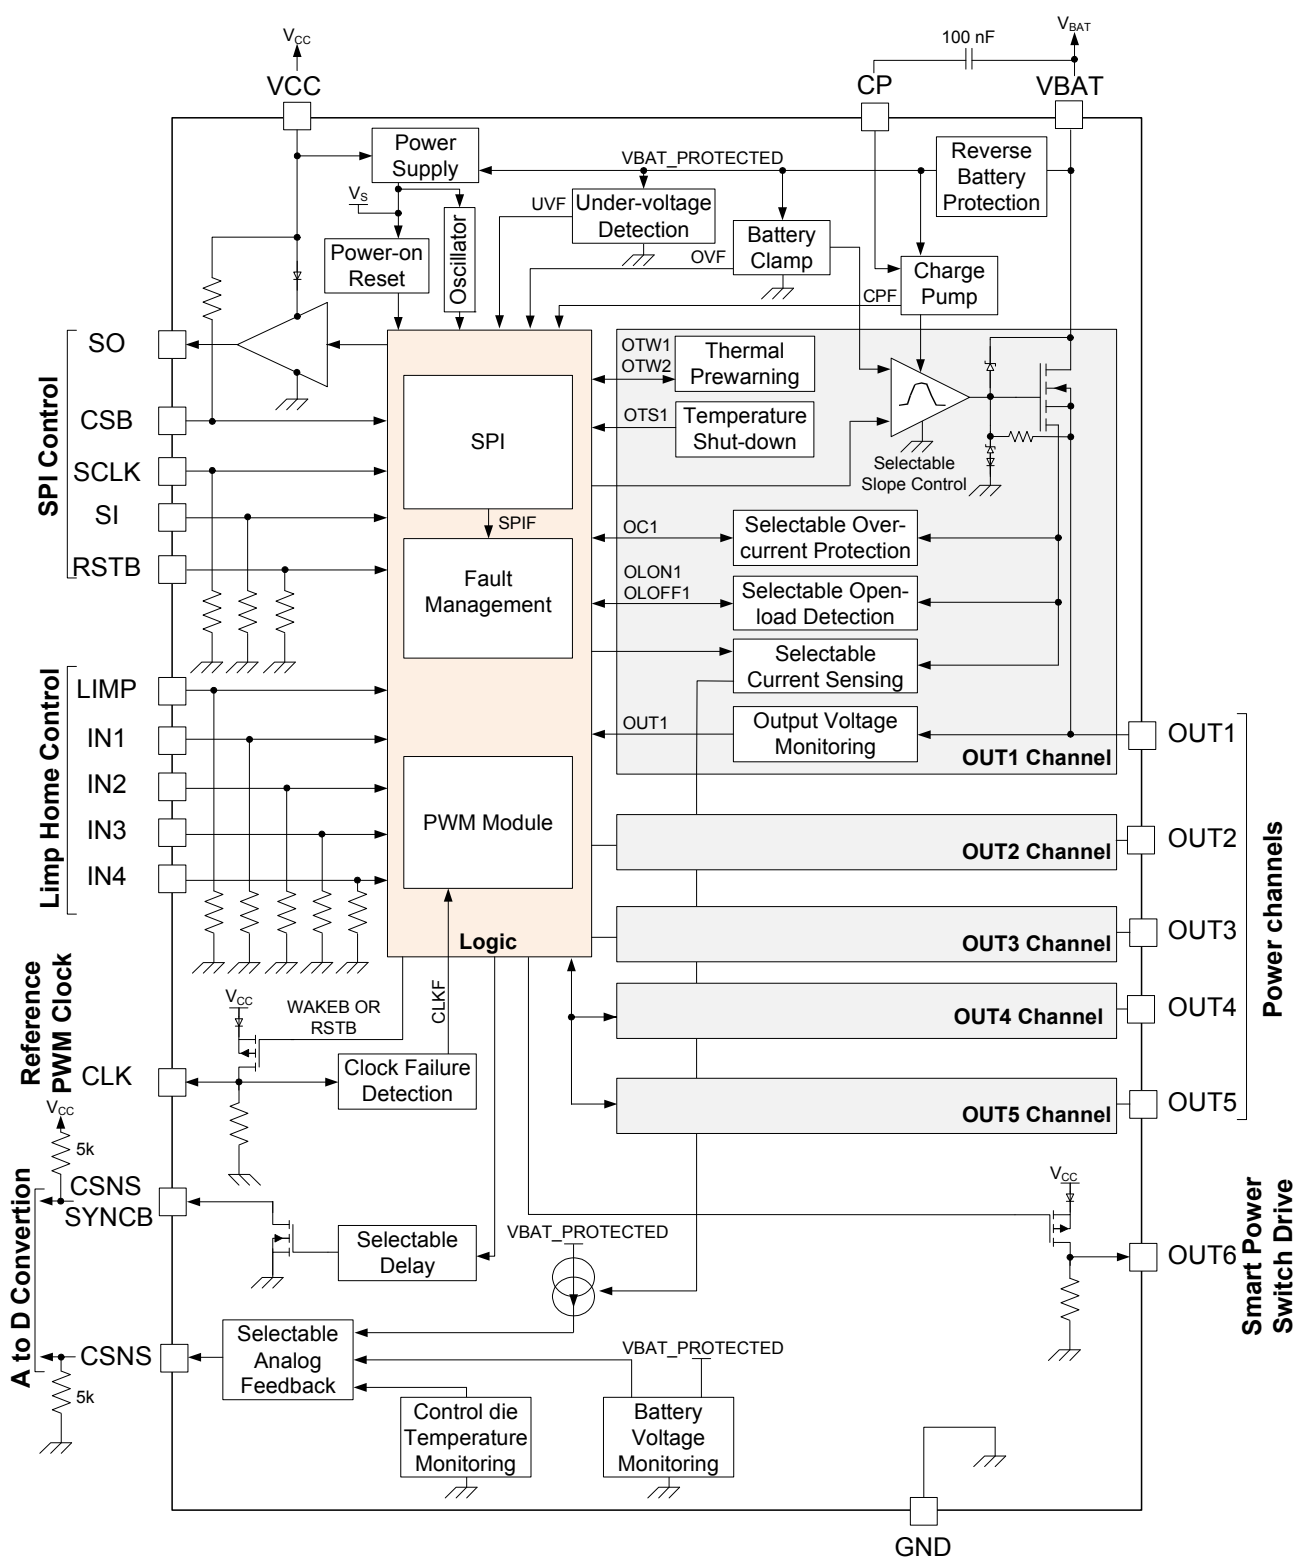 VCC
VCC
100 nF
VBAT
CP
VBAT
Power
Supply
VBAT_PROTECTED
Reverse
Battery
Protection
VS
Oscillator
UVF
Under-voltage
Detection
Battery
Clamp
OVF
Power-on
Reset
Charge
Pump
CPF
SPI Control
SO
CSB
SCLK
SI
RSTB
SPI
SPIF
Fault
Management
PWM Module
Logic
OTW1
OTW2
Thermal
Prewarning
OTS1
Temperature
Shut-down
Selectable
Slope Control
OC1
Selectable Over-
current Protection
OLON1
OLOFF1
Selectable Open-
load Detection
Selectable
Current Sensing
OUT1
Output Voltage
Monitoring
OUT1 Channel
OUT2 Channel
OUT3 Channel
OUT4 Channel
OUT5 Channel
Limp Home Control
LIMP
IN1
IN2
IN3
IN4
OUT1
OUT2
OUT3
OUT4
OUT5
Power channels
Reference
PWM Clock
CLK
VCC
WAKEB OR
RSTB
CLKF
Clock Failure
Detection
VCC
5k
A to D Convertion
CSNS
SYNCB
Selectable
Delay
VBAT_PROTECTED
VCC
OUT6
Smart Power
Switch Drive
CSNS
5k
Selectable
Analog
Feedback
VBAT_PROTECTED
Control die
Temperature
Monitoring
Battery
Voltage
Monitoring
GND